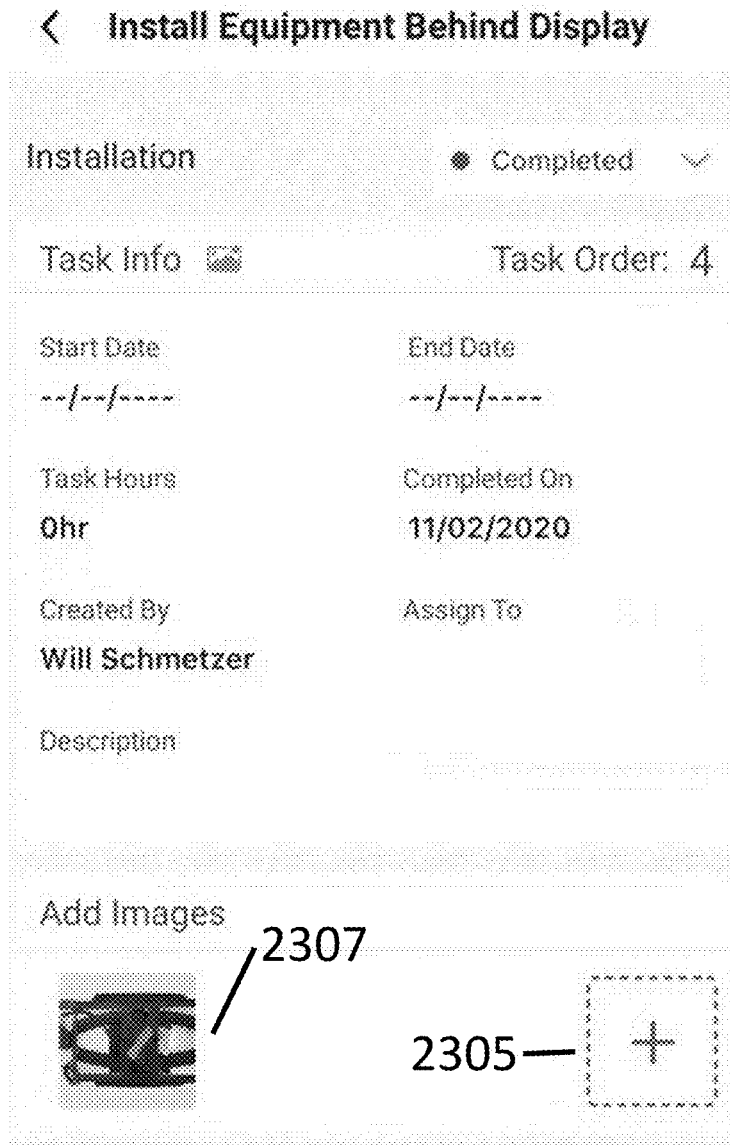 Install Equipment Behind Display
Installation Completed
Task Info Task Order: 4
Start Date End Date
--/--/---- --/--/----
Task Hours Completed On
0hr 11/02/2020
Created By Assign To
Will Schmetzer
Description
Add Images
2307
2305